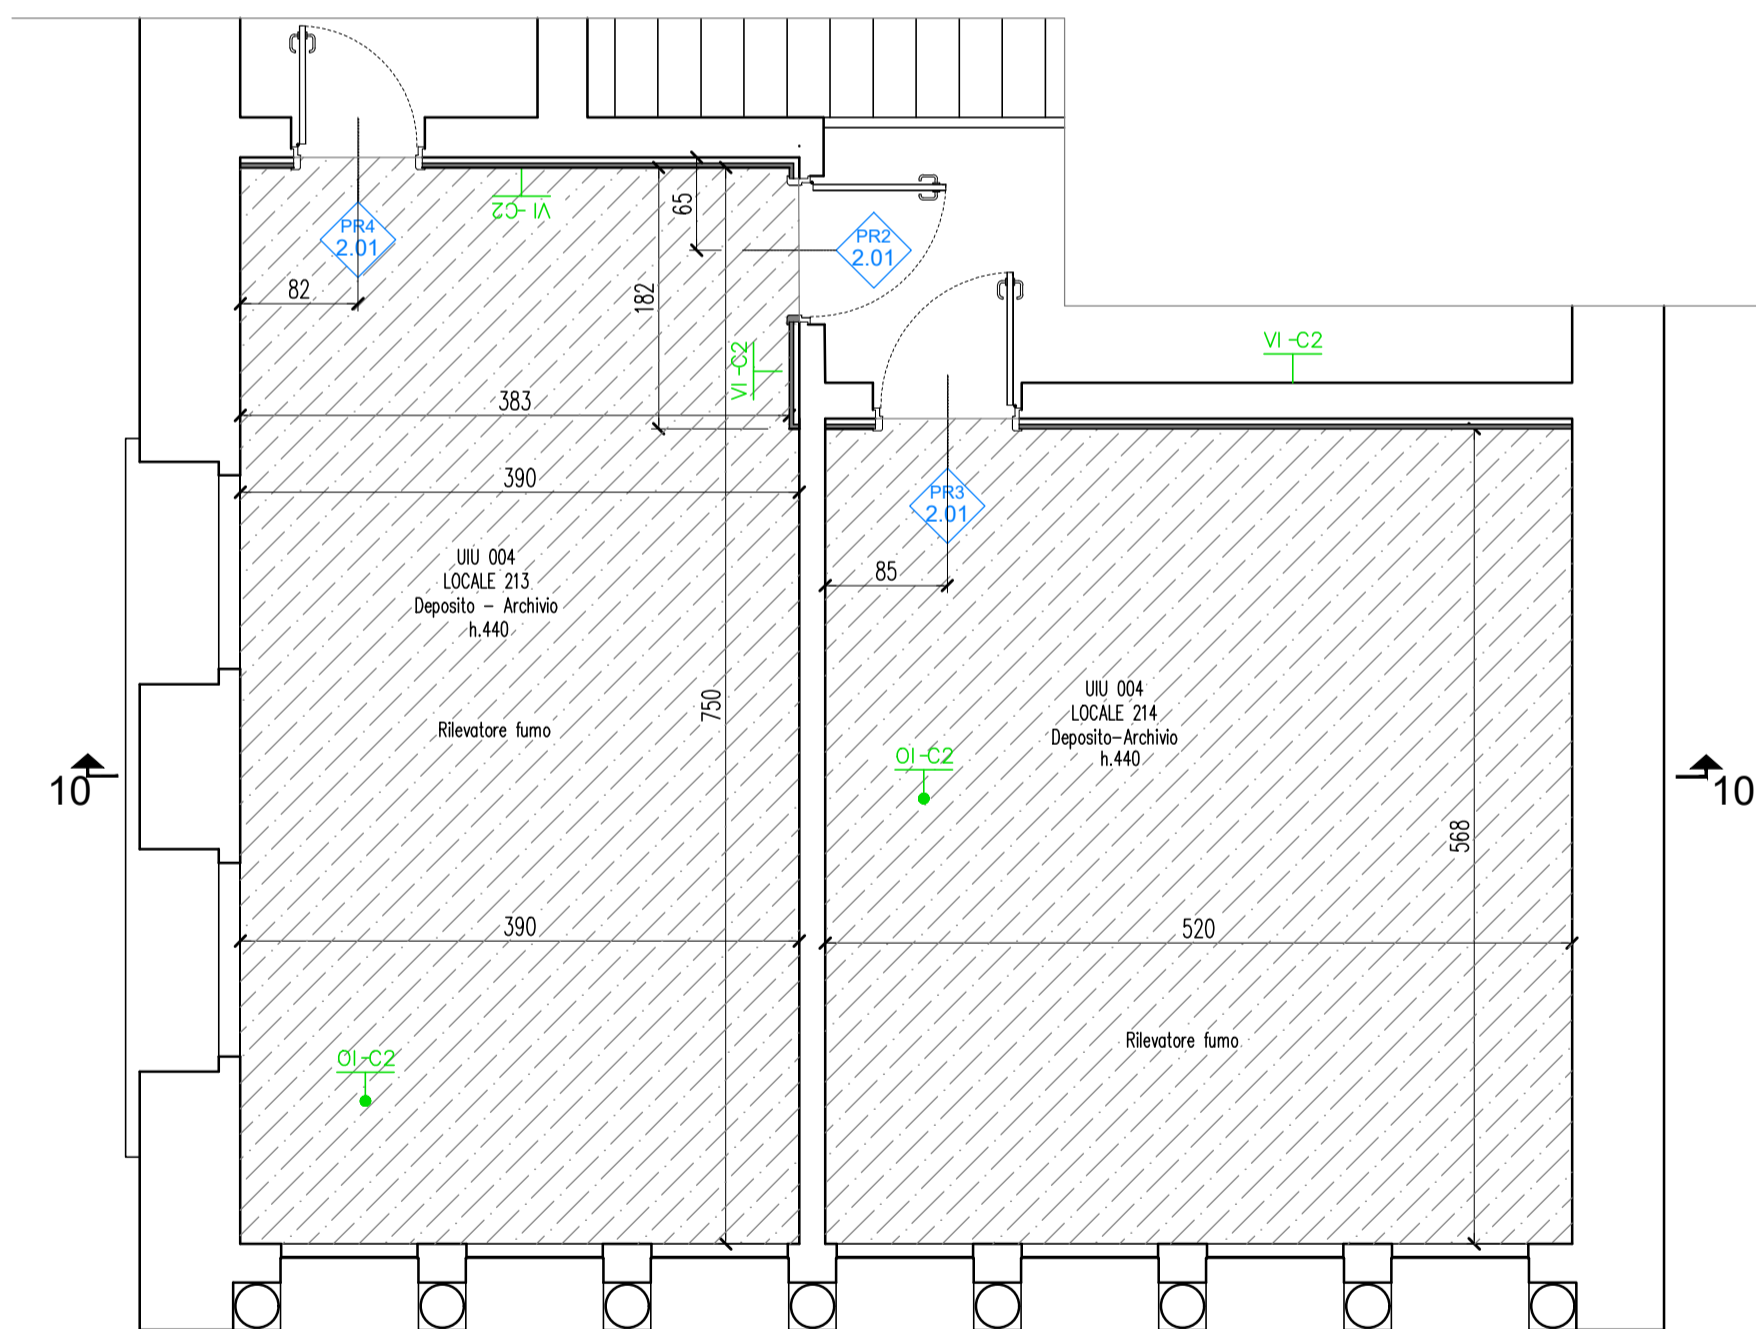 PR4
2.01
VI-C2
65
PR2
2.01
82
182
VI-C2
VI-C2
383
390
PR3
2.01
UIU 004
LOCALE 213
Deposito - Archivio
h.440
85
UIU 004
LOCALE 214
Deposito-Archivio
h.440
750
Rilevatore fumo
OI-C2
10
10
568
390
520
Rilevatore fumo
OI-C2